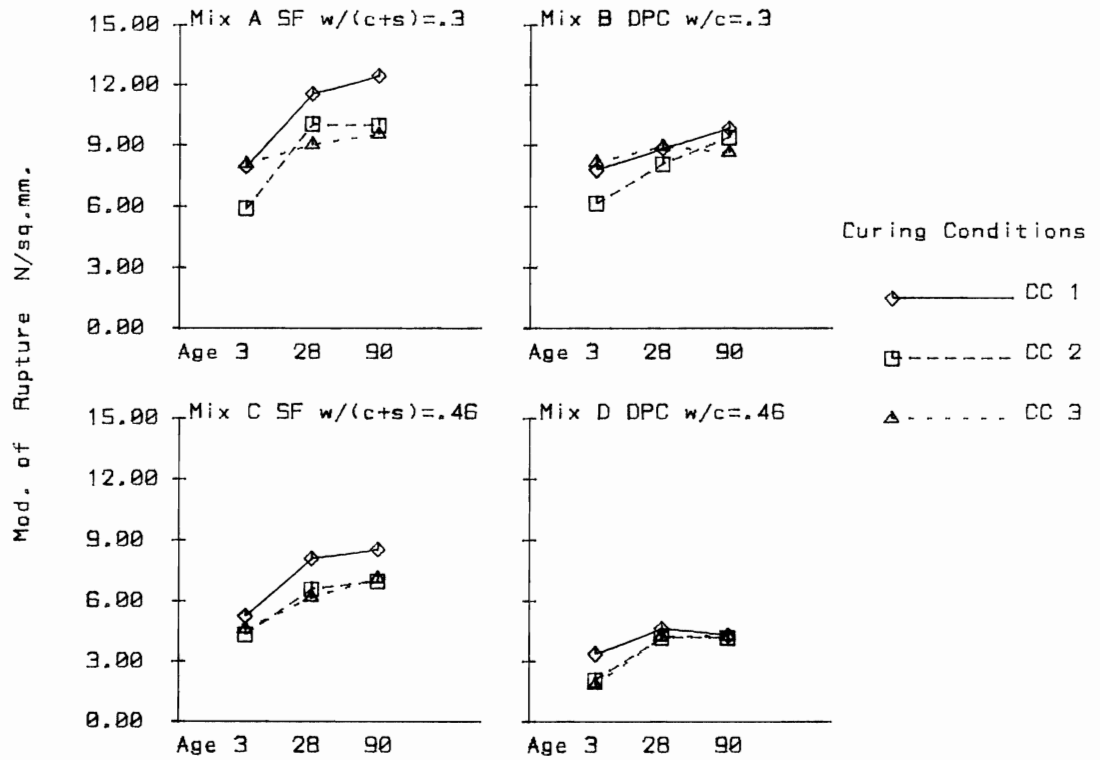 Mod. of Rupture N/sq.mm.
Mix A SF w/(c+s)=.3
15.00
12.00
9.00
6.00
3.00
0.00
Age 3 28 90
Mix B OPC w/c=.3
Age 3 28 90
Curing Conditions
CC 1
CC 2
CC 3
Mix C SF w/(c+s)=.46
15.00
12.00
9.00
6.00
3.00
0.00
Age 3 28 90
Mix D OPC w/c=.46
Age 3 28 90